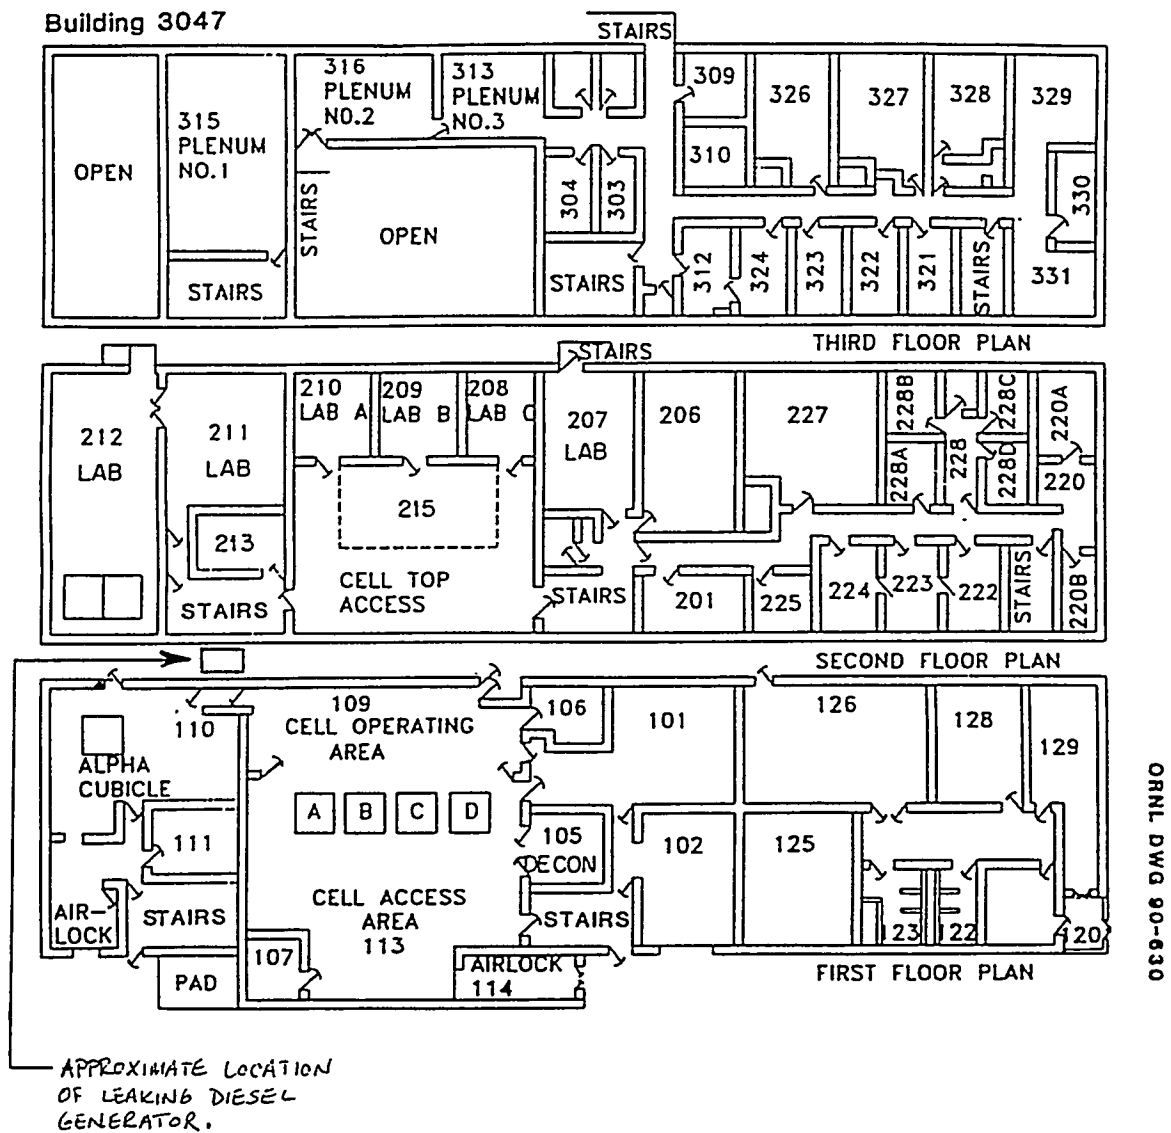 Building 3047
STAIRS
316
PLENUM
NO.2
313
PLENUM
NO.3
309
326
327
328
329
315
PLENUM
NO.1
OPEN
310
304
303
330
STAIRS
OPEN
STAIRS
STAIRS
312
324
323
322
321
STAIRS
331
THIRD FLOOR PLAN
STAIRS
210
LAB A
209
LAB B
208
LAB C
207
LAB
206
227
228B
228C
220A
212
LAB
211
LAB
228A
228
228D
220
215
213
CELL TOP
ACCESS
STAIRS
STAIRS
201
225
224
223
222
STAIRS
220B
SECOND FLOOR PLAN
110
109
CELL OPERATING
AREA
106
101
126
128
129
ALPHA
CUBICLE
A
B
C
D
111
105
DECON
102
125
CELL ACCESS
AREA
113
AIR-
LOCK
STAIRS
STAIRS
107
123
122
120
PAD
AIRLOCK
114
FIRST FLOOR PLAN
ORNL DWG 90-630
APPROXIMATE LOCATION
OF LEAKING DIESEL
GENERATOR.